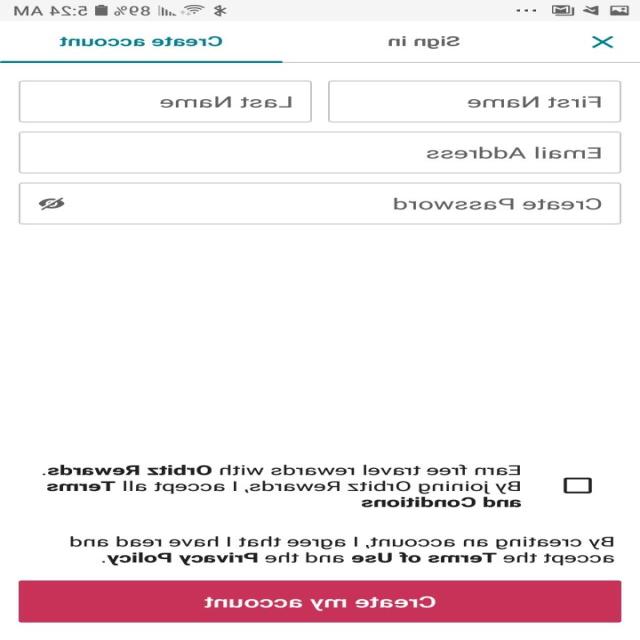 5:24 AM
89%
Sign in
Create account
First Name
Last Name
Email Address
Create Password
Earn free travel rewards with Orbitz Rewards.
By joining Orbitz Rewards, I accept all Terms
and Conditions
By creating an account, I agree that I have read and
accept the Terms of Use and the Privacy Policy.
Create my account